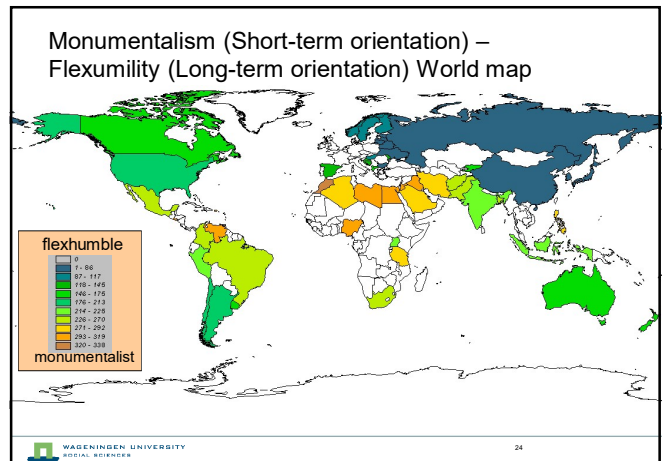 Monumentalism (Short-term orientation) –
Flexumility (Long-term orientation) World map
flexhumble
0
1 - 86
87 - 117
118 - 145
146 - 175
176 - 213
214 - 225
226 - 270
271 - 292
293 - 319
320 - 338
monumentalist
WAGENINGEN UNIVERSITY
SOCIAL SCIENCES
24